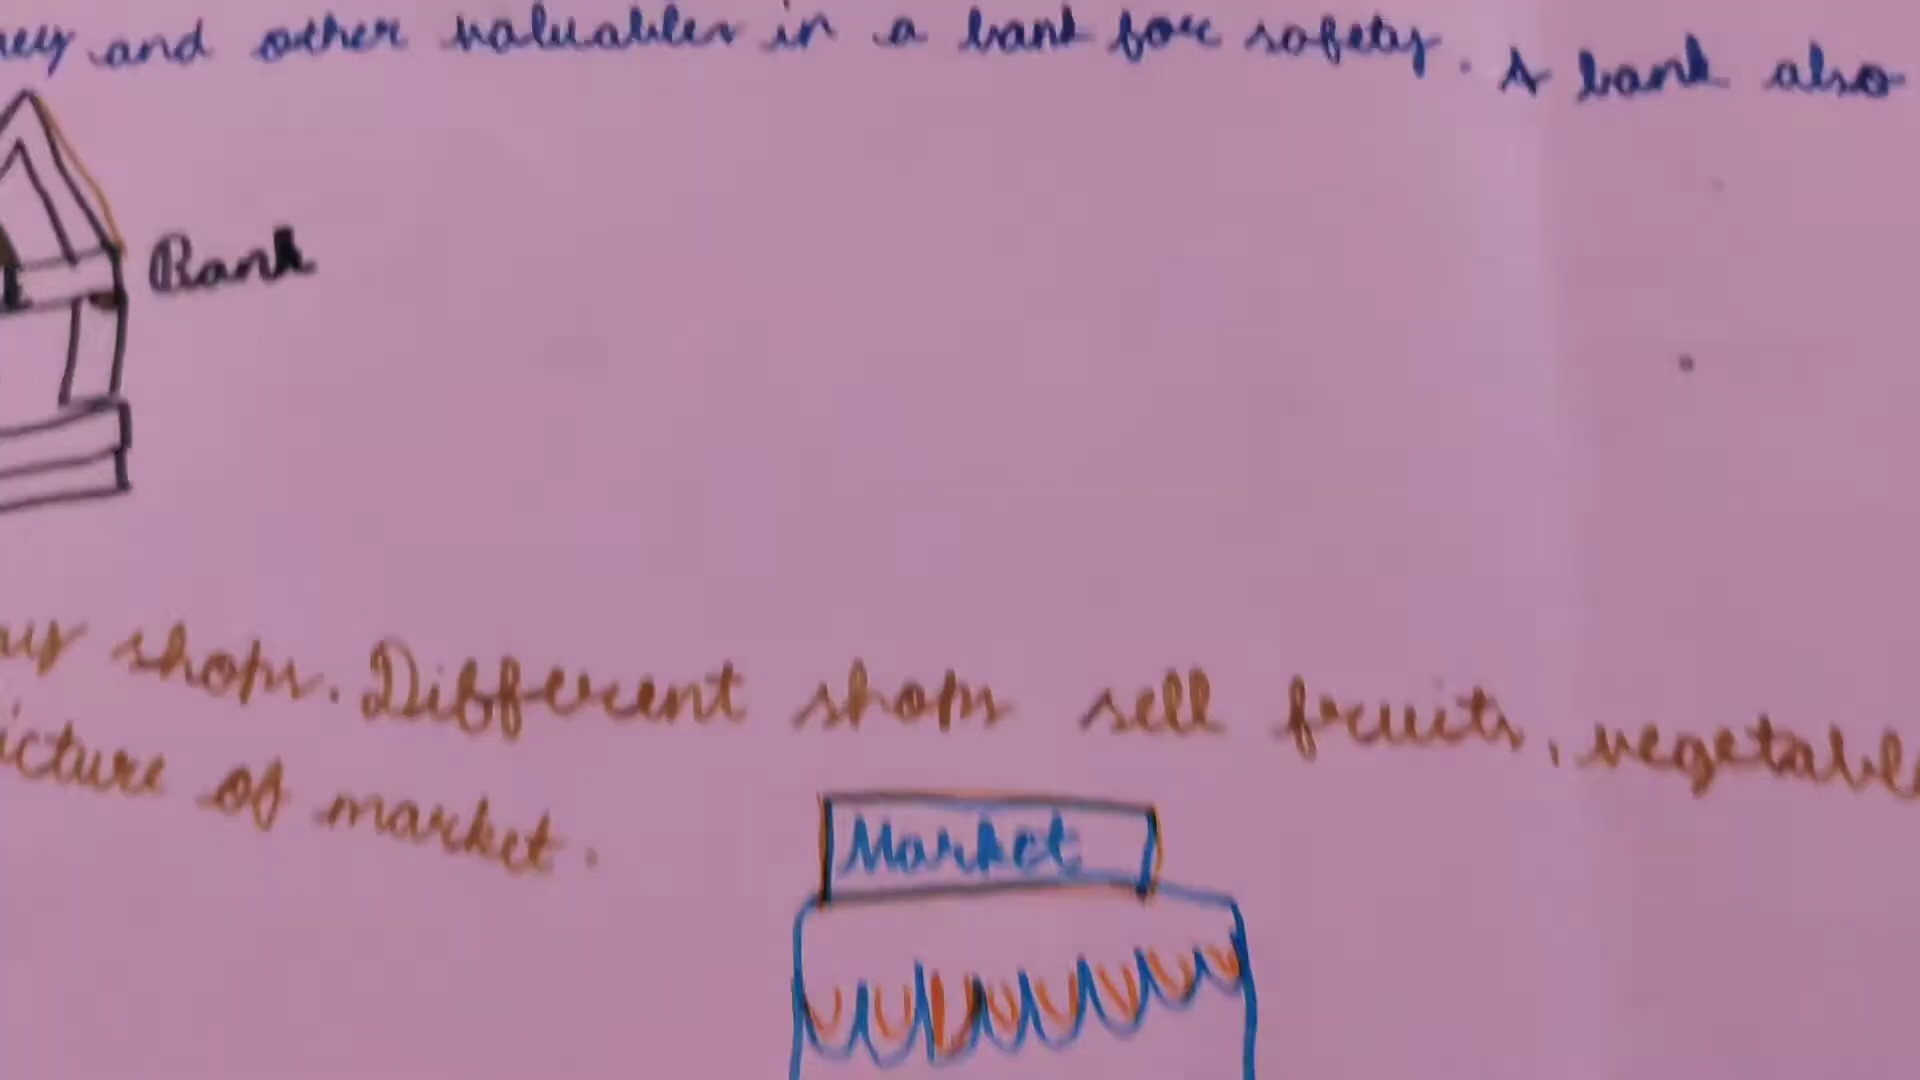 and other valuables in a bank for safety. A bank also
Bank
shops. Different shops sell fruits, vegetable
picture of market.
Market